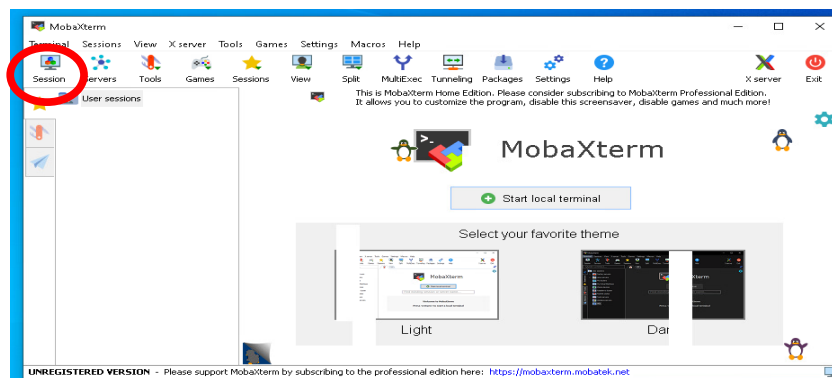 MobaXterm
Terminal Sessions View X server Tools Games Settings Macros Help
Session Servers Tools Games Sessions View Split MultiExec Tunneling Packages Settings Help X server Exit
User sessions
This is MobaXterm Home Edition. Please consider subscribing to MobaXterm Professional Edition.
It allows you to customize the program, disable this screensaver, disable games and much more!
MobaXterm
Start local terminal
Select your favorite theme
MobaXterm
Light
UNREGISTERED VERSION - Please support MobaXterm by subscribing to the professional edition here: https://mobaxterm.mobatek.net